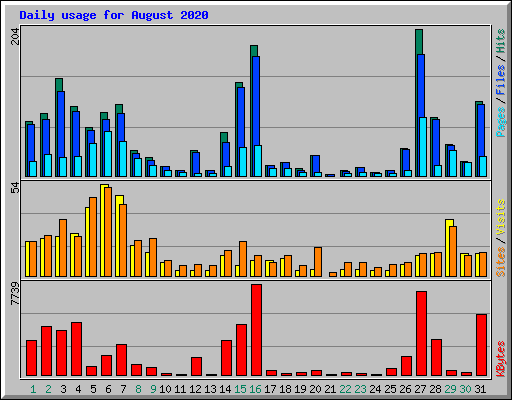 Daily usage for August 2020
204
Pages / Files / Hits
54
Sites / Visits
7739
KBytes
1 2 3 4 5 6 7 8 9 10 11 12 13 14 15 16 17 18 19 20 21 22 23 24 25 26 27 28 29 30 31